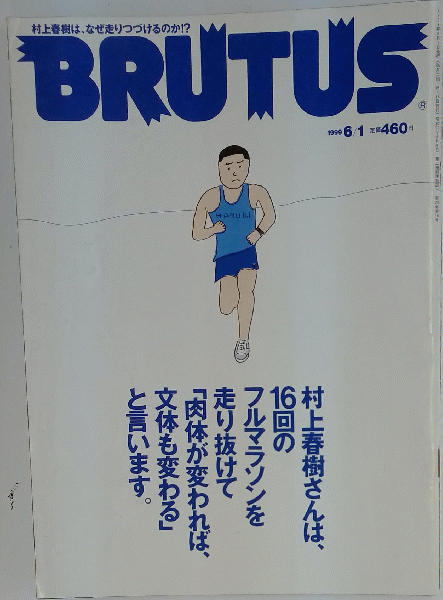 村上春樹は、なぜ走りつづけるのか!?
BRUTUS
1999 6/1 定価460円
HARUKI
村上春樹さんは、
16回の
フルマラソンを
走り抜けて
「肉体が変われば、
文体も変わる」
と言います。